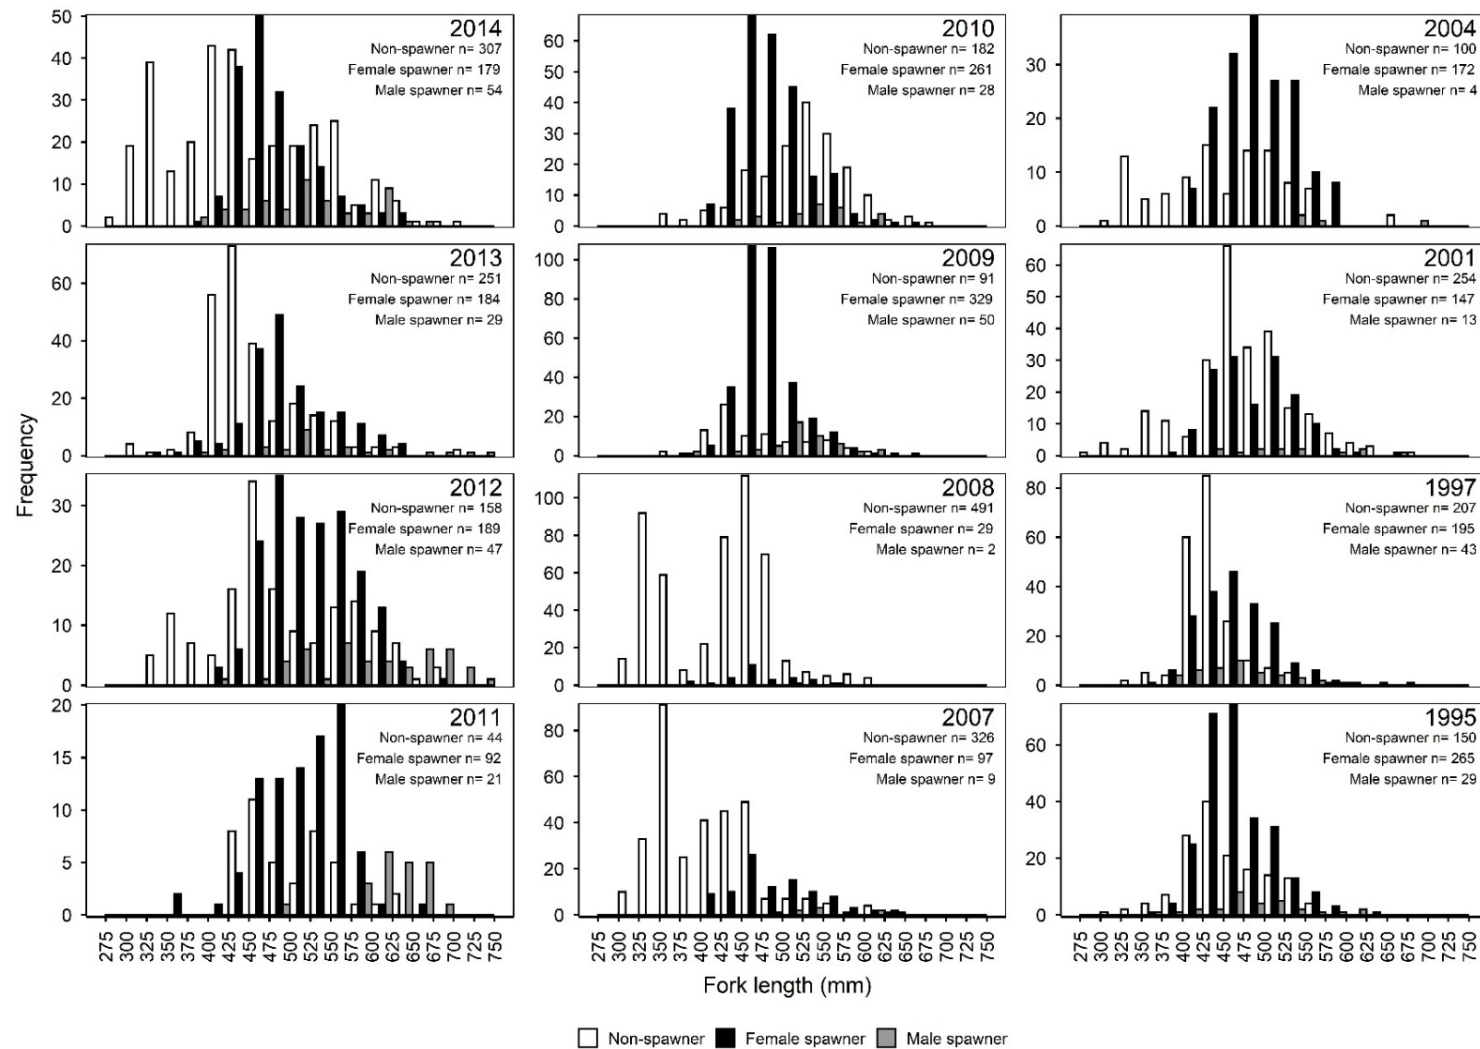 2014
Non-spawner n= 307
Female spawner n= 179
Male spawner n= 54
50
40
30
20
10
0
2010
Non-spawner n= 182
Female spawner n= 261
Male spawner n= 28
60
50
40
30
20
10
0
2004
Non-spawner n= 100
Female spawner n= 172
Male spawner n= 4
30
20
10
0
2013
Non-spawner n= 251
Female spawner n= 184
Male spawner n= 29
60
40
20
0
2009
Non-spawner n= 91
Female spawner n= 329
Male spawner n= 50
100
80
60
40
20
0
2001
Non-spawner n= 254
Female spawner n= 147
Male spawner n= 13
60
50
40
30
20
10
0
Frequency
2012
Non-spawner n= 158
Female spawner n= 189
Male spawner n= 47
30
20
10
0
2008
Non-spawner n= 491
Female spawner n= 29
Male spawner n= 2
100
80
60
40
20
0
1997
Non-spawner n= 207
Female spawner n= 195
Male spawner n= 43
80
60
40
20
0
2011
Non-spawner n= 44
Female spawner n= 92
Male spawner n= 21
20
15
10
5
0
2007
Non-spawner n= 326
Female spawner n= 97
Male spawner n= 9
80
60
40
20
0
1995
Non-spawner n= 150
Female spawner n= 265
Male spawner n= 29
60
40
20
0
275 300 325 350 375 400 425 450 475 500 525 550 575 600 625 650 675 700 725 750
275 300 325 350 375 400 425 450 475 500 525 550 575 600 625 650 675 700 725 750
275 300 325 350 375 400 425 450 475 500 525 550 575 600 625 650 675 700 725 750
Fork length (mm)
Non-spawner Female spawner Male spawner